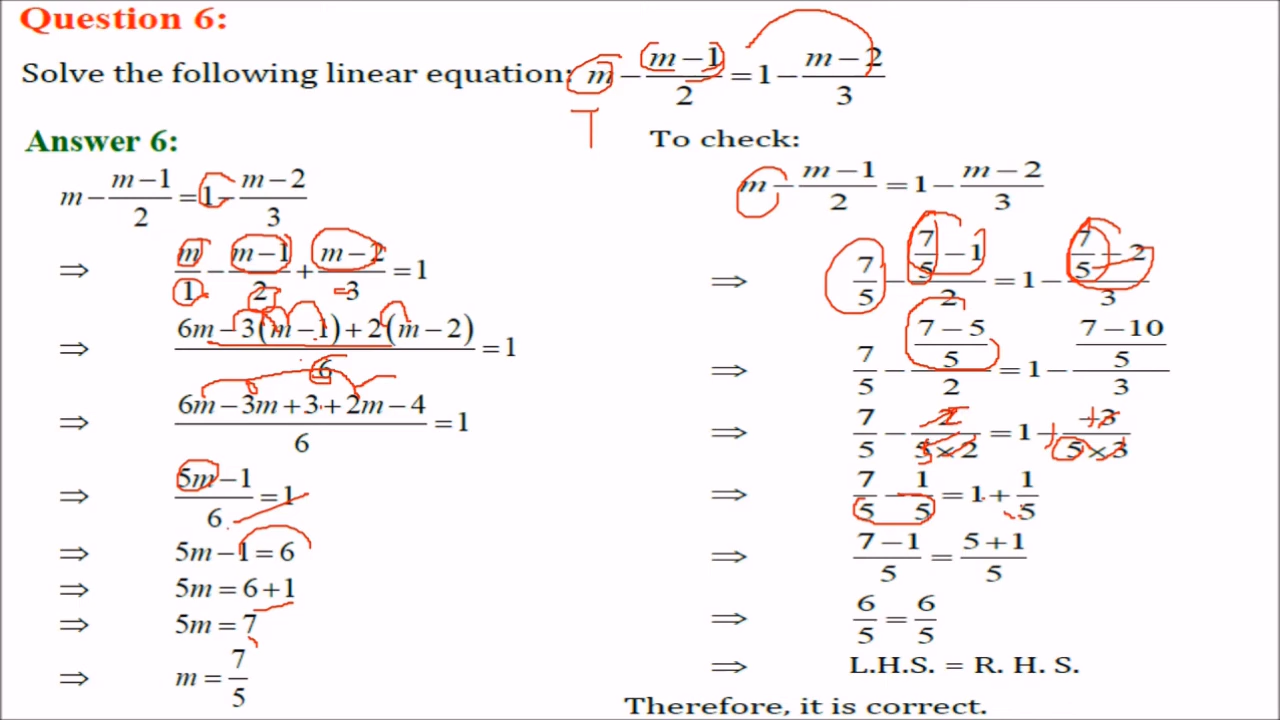 Question 6:
Solve the following linear equation: m − (m−1)/2 = 1 − (m−2)/3
T
Answer 6:
m − (m−1)/2 = 1 − (m−2)/3
⇒ m/1 − (m−1)/2 + (m−2)/3 = 1
⇒ (6m − 3(m−1) + 2(m−2))/6 = 1
⇒ (6m − 3m + 3 + 2m − 4)/6 = 1
⇒ (5m−1)/6 = 1
⇒ 5m − 1 = 6
⇒ 5m = 6 + 1
⇒ 5m = 7
⇒ m = 7/5
To check:
m − (m−1)/2 = 1 − (m−2)/3
⇒ 7/5 − (7/5 − 1)/2 = 1 − (7/5 − 2)/3
⇒ 7/5 − ((7−5)/5)/2 = 1 − ((7−10)/5)/3
⇒ 7/5 − 2/(5×2) = 1 + +3/(5×3)
⇒ 7/5 − 1/5 = 1 + 1/5
⇒ (7−1)/5 = (5+1)/5
⇒ 6/5 = 6/5
⇒ L.H.S. = R. H. S.
Therefore, it is correct.